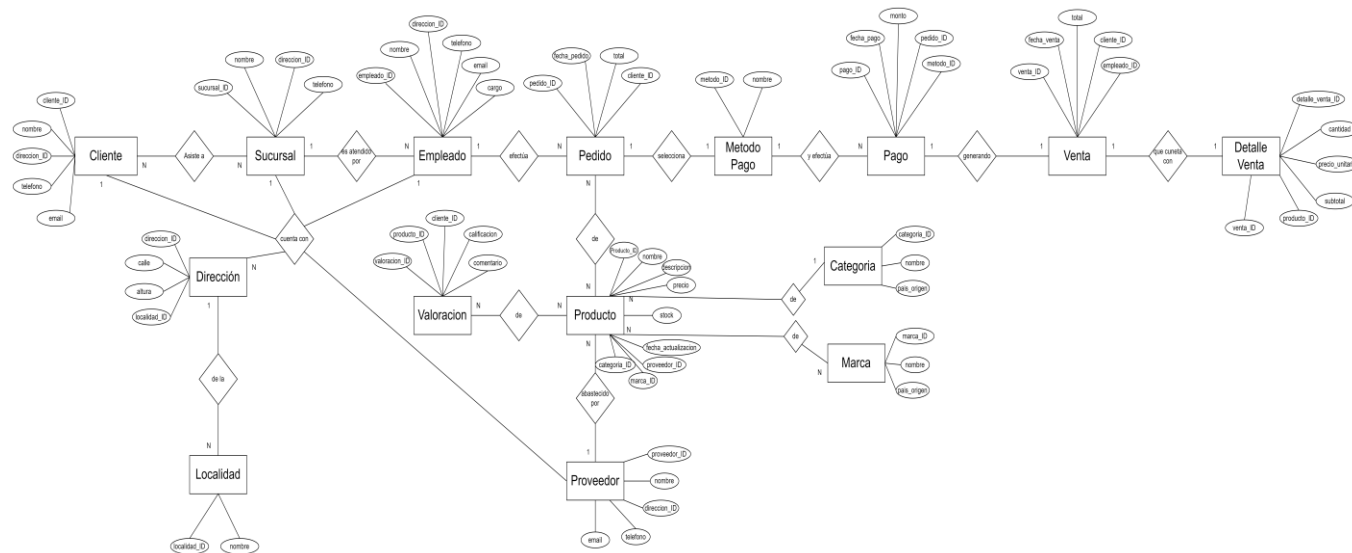 monto
total
direccion_ID
fecha_pago
pedido_ID
fecha_venta
cliente_ID
nombre
telefono
fecha_pedido
total
nombre
direccion_ID
email
metodo_ID
nombre
pago_ID
metodo_ID
venta_ID
empleado_ID
empleado_ID
cargo
pedido_ID
cliente_ID
sucursal_ID
telefono
cliente_ID
detalle_venta_ID
nombre
cantidad
direccion_ID
precio_unitari
telefono
subtotal
email
producto_ID
venta_ID
Cliente
N
Asiste a
N
Sucursal
1
es atendido
por
N
Empleado
1
efectúa
N
Pedido
1
selecciona
1
Metodo
Pago
1
y efectúa
N
Pago
1
generando
1
Venta
1
que cuneta
con
1
Detalle
Venta
1
1
1
N
cuenta con
N
de
N
cliente_ID
producto_ID
calificacion
valoracion_ID
comentario
Producto_ID
nombre
descripcion
precio
stock
direccion_ID
calle
altura
localidad_ID
Dirección
1
de la
N
Localidad
localidad_ID
nombre
Valoracion
N
de
N
Producto
N
de
1
Categoria
categoria_ID
nombre
pais_origen
N
de
N
Marca
marca_ID
nombre
pais_origen
fecha_actualizacion
categoria_ID
proveedor_ID
marca_ID
N
abastecido
por
1
Proveedor
proveedor_ID
nombre
direccion_ID
email
telefono